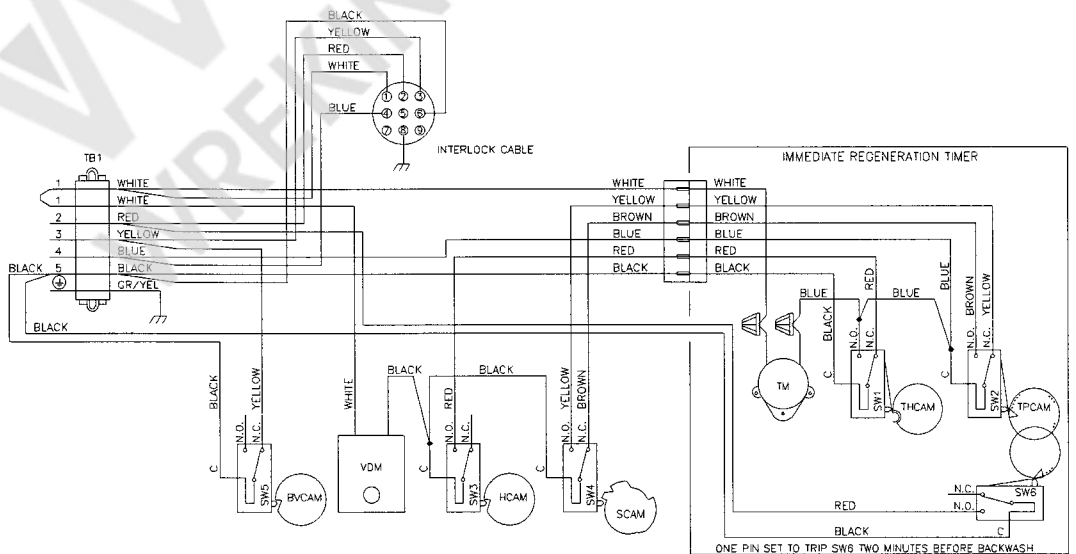 BLACK
YELLOW
RED
WHITE
BLUE
1 2 3
4 5 6
7 8 9
INTERLOCK CABLE
WREKIN
TB1
1 WHITE
1 WHITE
2 RED
3 YELLOW
4 BLUE
BLACK 5 BLACK
GR/YEL
BLACK
IMMEDIATE REGENERATION TIMER
WHITE WHITE
YELLOW YELLOW
BROWN BROWN
BLUE BLUE
RED RED
BLACK BLACK
BLUE
BLACK
N.O.
RED
N.C.
BLUE
BLUE
BROWN
N.O.
YELLOW
N.C.
TM
C
SW1
THCAM
C
SW2
TPCAM
BLACK
YELLOW
N.O.
N.C.
C
SW5
BVCAM
WHITE
BLACK
VDM
BLACK
RED
N.O.
N.C.
C
SW3
HCAM
YELLOW
BROWN
N.O.
N.C.
C
SW4
SCAM
N.C.
SW6
RED
N.O.
BLACK
C
ONE PIN SET TO TRIP SW6 TWO MINUTES BEFORE BACKWASH